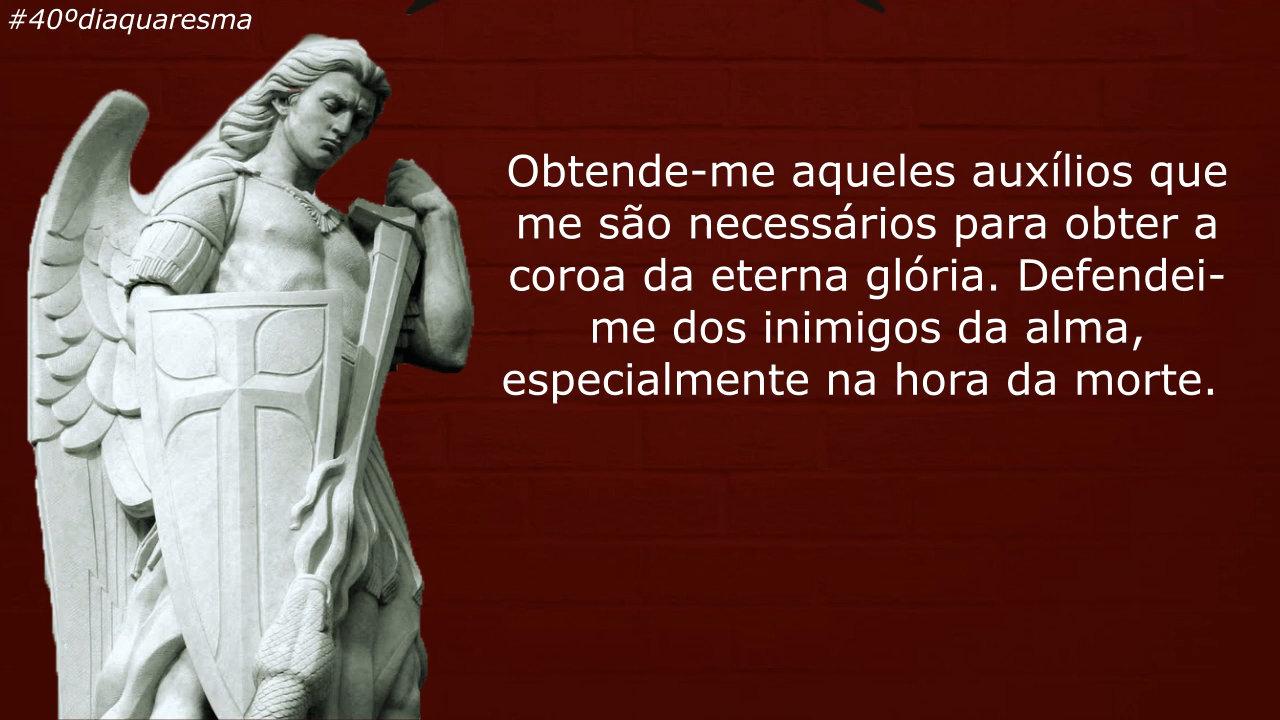 #40ºdiaquaresma
Obtende-me aqueles auxílios que
me são necessários para obter a
coroa da eterna glória. Defendei-
me dos inimigos da alma,
especialmente na hora da morte.